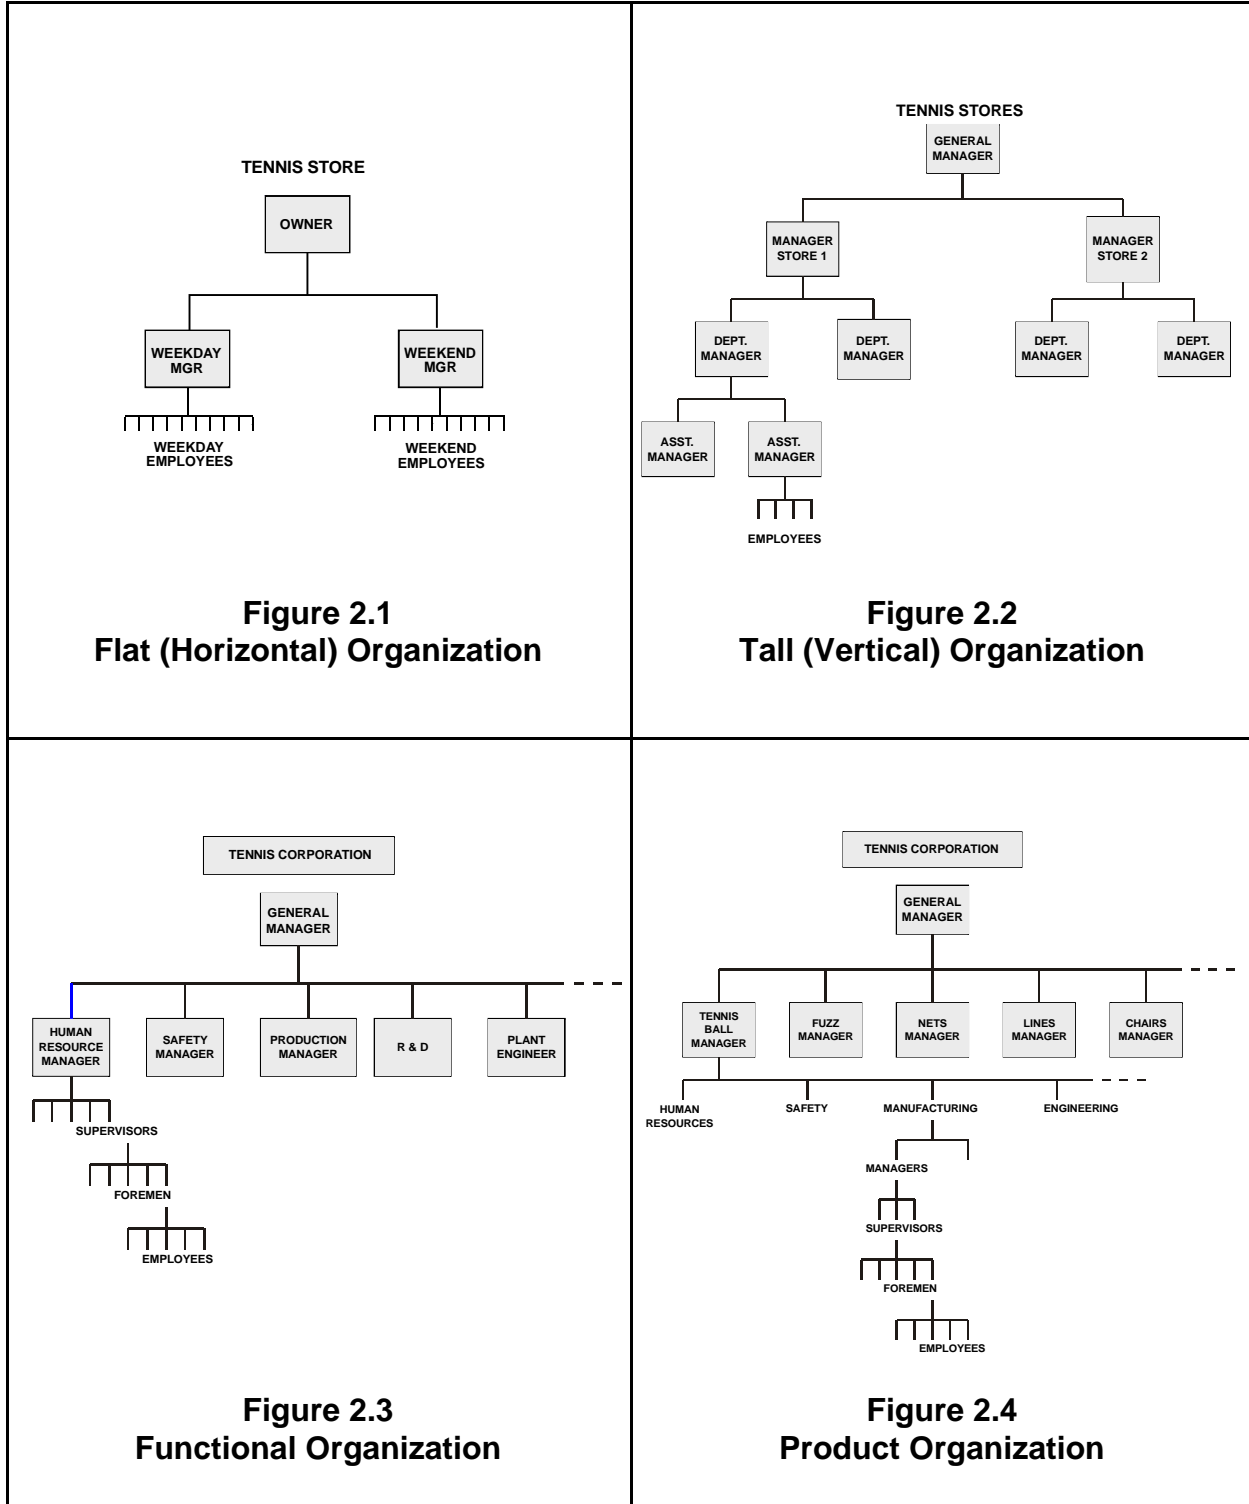 TENNIS STORE
OWNER
WEEKDAY
MGR
WEEKEND
MGR
WEEKDAY
EMPLOYEES
WEEKEND
EMPLOYEES
Figure 2.1
Flat (Horizontal) Organization
TENNIS STORES
GENERAL
MANAGER
MANAGER
STORE 1
MANAGER
STORE 2
DEPT.
MANAGER
DEPT.
MANAGER
DEPT.
MANAGER
DEPT.
MANAGER
ASST.
MANAGER
ASST.
MANAGER
EMPLOYEES
Figure 2.2
Tall (Vertical) Organization
TENNIS CORPORATION
GENERAL
MANAGER
HUMAN
RESOURCE
MANAGER
SAFETY
MANAGER
PRODUCTION
MANAGER
R & D
PLANT
ENGINEER
SUPERVISORS
FOREMEN
EMPLOYEES
Figure 2.3
Functional Organization
TENNIS CORPORATION
GENERAL
MANAGER
TENNIS
BALL
MANAGER
FUZZ
MANAGER
NETS
MANAGER
LINES
MANAGER
CHAIRS
MANAGER
HUMAN
RESOURCES
SAFETY
MANUFACTURING
ENGINEERING
MANAGERS
SUPERVISORS
FOREMEN
EMPLOYEES
Figure 2.4
Product Organization